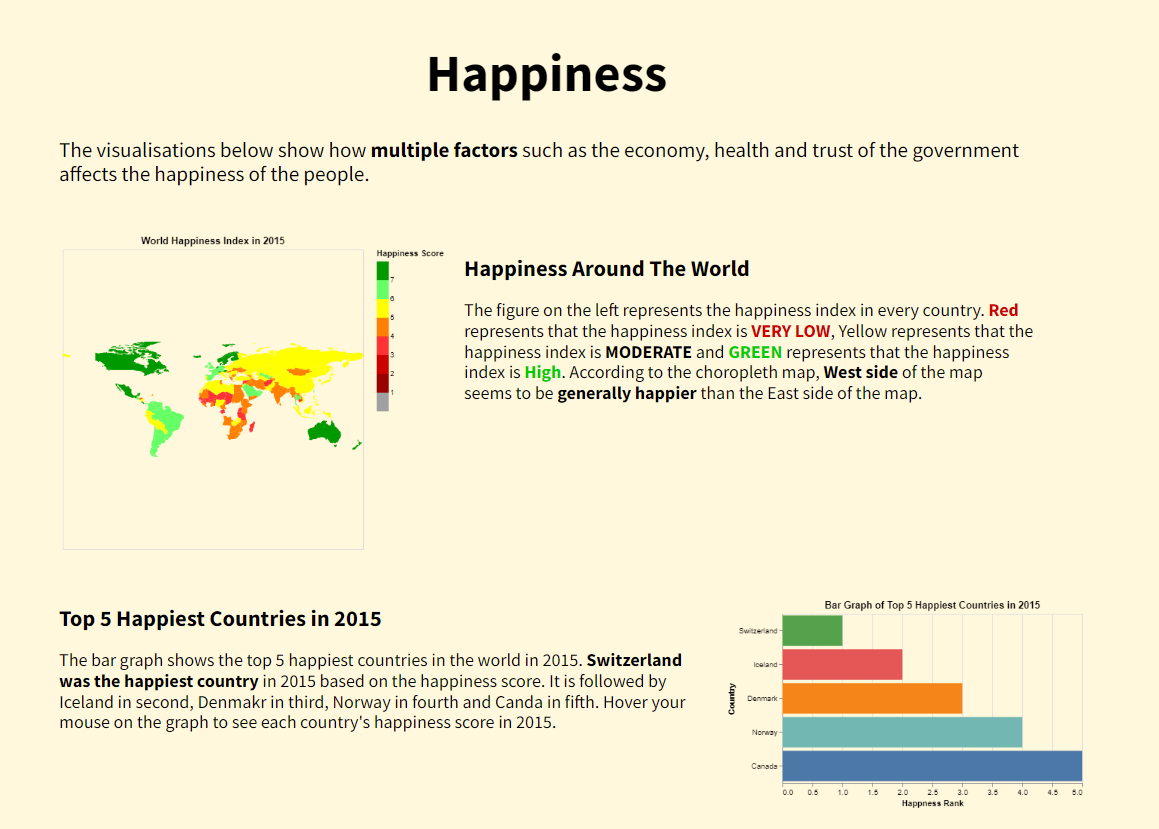 Happiness
The visualisations below show how multiple factors such as the economy, health and trust of the government
affects the happiness of the people.
World Happiness Index in 2015
Happiness Score
7
6
5
4
3
2
1
Happiness Around The World
The figure on the left represents the happiness index in every country. Red
represents that the happiness index is VERY LOW, Yellow represents that the
happiness index is MODERATE and GREEN represents that the happiness
index is High. According to the choropleth map, West side of the map
seems to be generally happier than the East side of the map.
Top 5 Happiest Countries in 2015
The bar graph shows the top 5 happiest countries in the world in 2015. Switzerland
was the happiest country in 2015 based on the happiness score. It is followed by
Iceland in second, Denmakr in third, Norway in fourth and Canda in fifth. Hover your
mouse on the graph to see each country's happiness score in 2015.
Bar Graph of Top 5 Happiest Countries in 2015
Country
Switzerland
Iceland
Denmark
Norway
Canada
0.0 0.5 1.0 1.5 2.0 2.5 3.0 3.5 4.0 4.5 5.0
Happness Rank